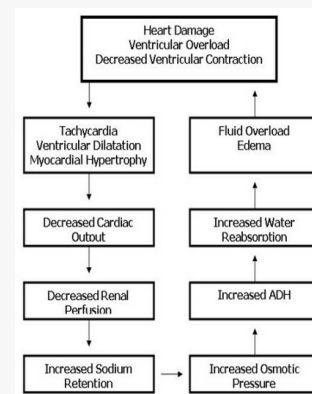 Heart Damage
Ventricular Overload
Decreased Ventricular Contraction
Tachycardia
Ventricular Dilatation
Myocardial Hypertrophy
Decreased Cardiac
Output
Decreased Renal
Perfusion
Increased Sodium
Retention
Increased Osmotic
Pressure
Increased ADH
Increased Water
Reabsorption
Fluid Overload
Edema